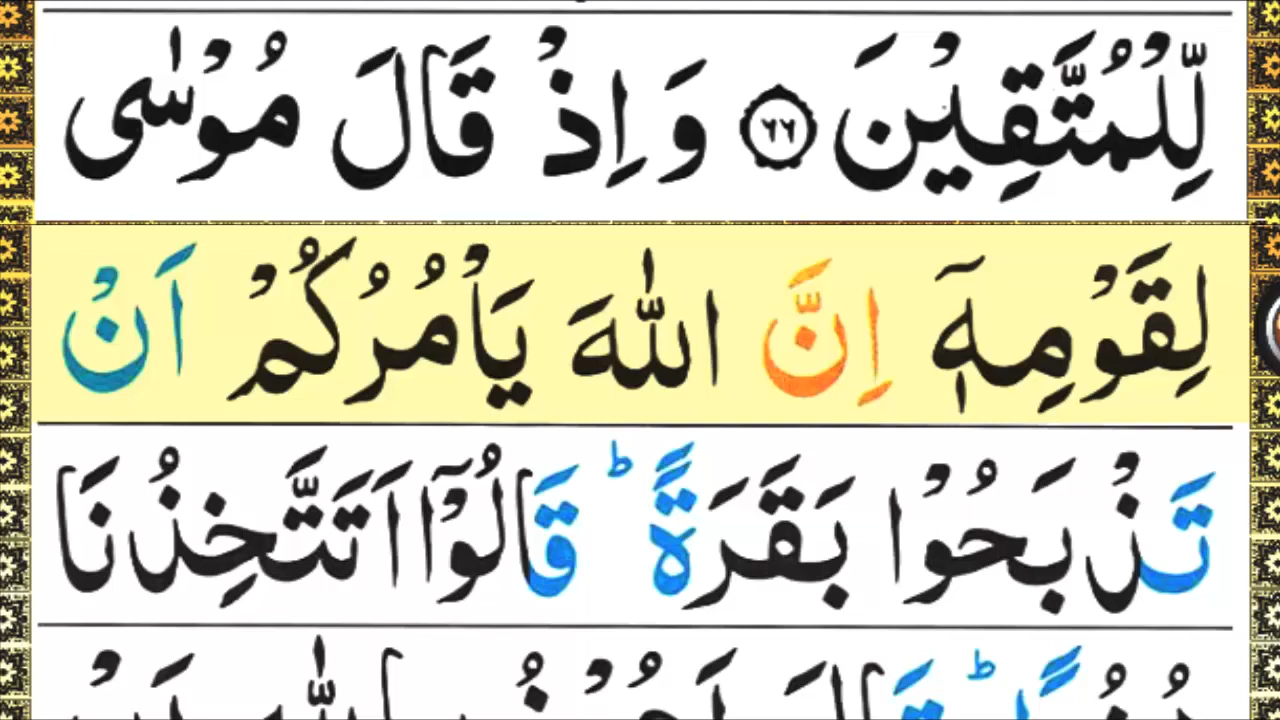 لِّلْمُتَّقِيْنَ ﴿٦٦﴾ وَ اِذْ قَالَ مُوْسٰى
لِقَوْمِهٖۤ اِنَّ اللّٰهَ يَاْمُرُكُمْ اَنْ
تَذْبَحُوْا بَقَرَةً ؕ قَالُوْۤا اَتَتَّخِذُنَا